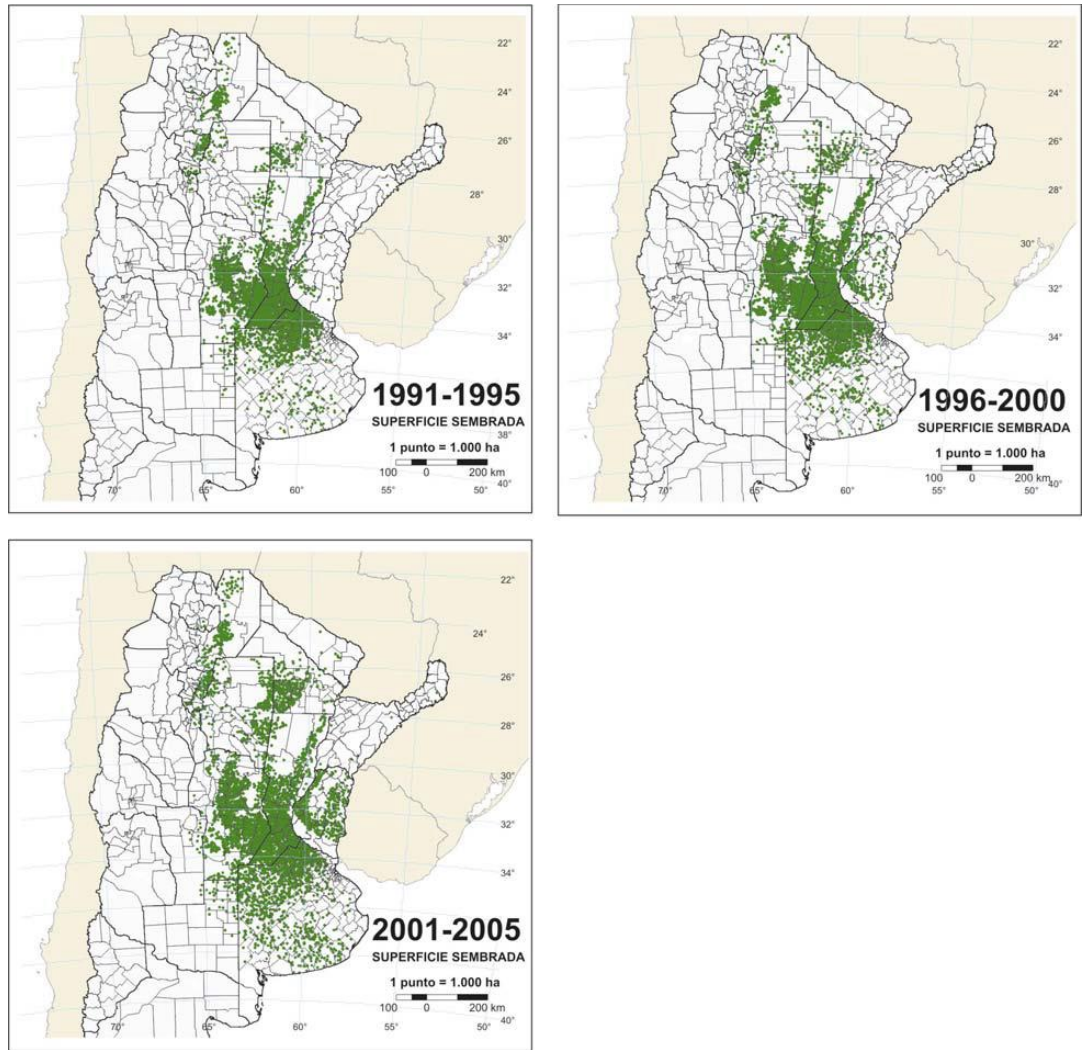 22°
24°
26°
28°
30°
32°
34°
1991-1995
SUPERFICIE SEMBRADA
38°
1 punto = 1.000 ha
100 0 200 km
70° 65° 60° 55° 50° 40°
22°
24°
26°
28°
30°
32°
34°
1996-2000
SUPERFICIE SEMBRADA
38°
1 punto = 1.000 ha
100 0 200 km 40°
70° 65° 60° 55° 50°
22°
24°
26°
28°
30°
32°
34°
2001-2005
SUPERFICIE SEMBRADA
38°
1 punto = 1.000 ha
100 0 200 km
70° 65° 60° 55° 50° 40°